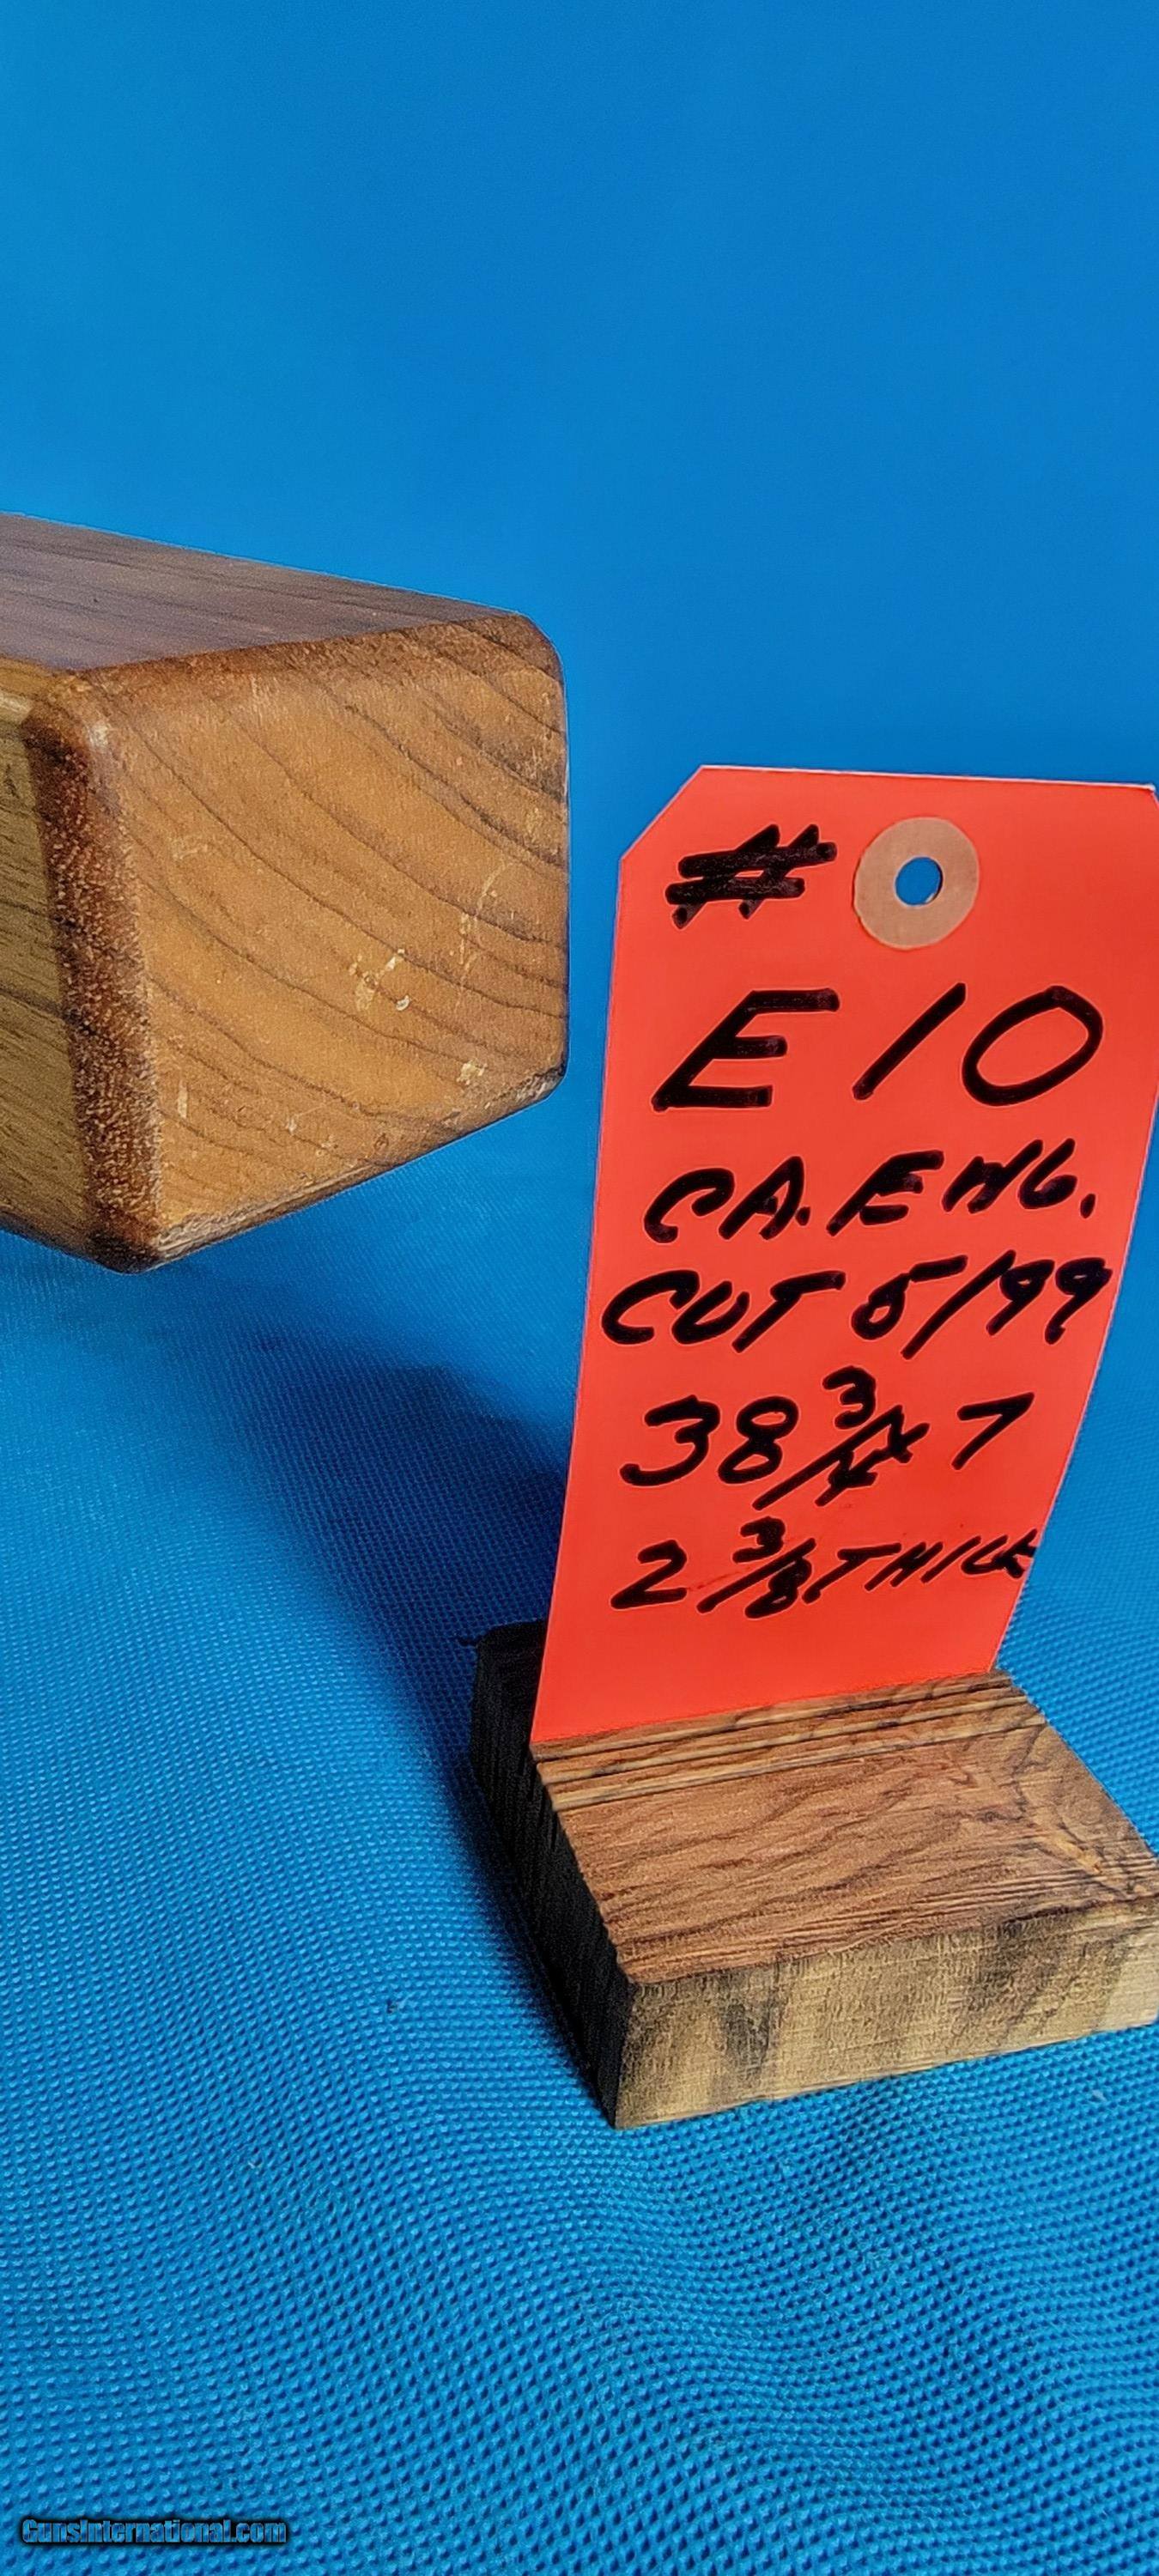 #
E10
CA. ENG.
CUT 5/99
38 3/4 x 7
2 3/8 THICK
GunsInternational.com